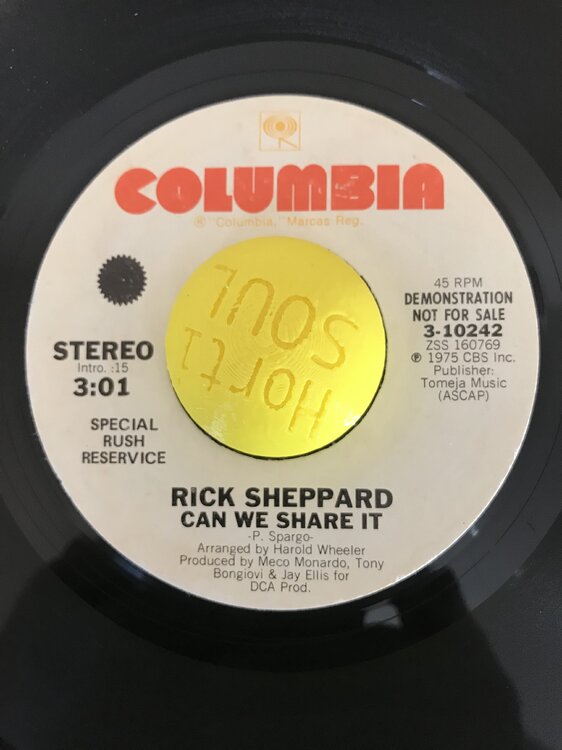 COLUMBIA
® "Columbia," Marcas Reg.
SOUL
Horti
STEREO
Intro. :15
3:01
SPECIAL
RUSH
RESERVICE
45 RPM
DEMONSTRATION
NOT FOR SALE
3-10242
ZSS 160769
℗ 1975 CBS Inc.
Publisher:
Tomeja Music
(ASCAP)
RICK SHEPPARD
CAN WE SHARE IT
-P. Spargo-
Arranged by Harold Wheeler
Produced by Meco Monardo, Tony
Bongiovi & Jay Ellis for
DCA Prod.